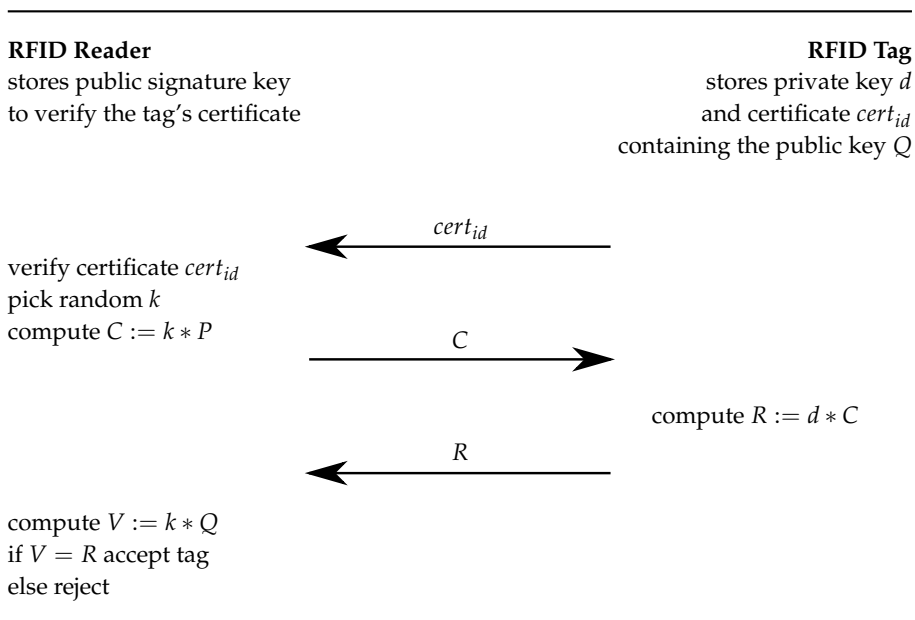 RFID Reader
stores public signature key
to verify the tag's certificate
RFID Tag
stores private key d
and certificate cert_id
containing the public key Q
cert_id
verify certificate cert_id
pick random k
compute C := k ∗ P
C
compute R := d ∗ C
R
compute V := k ∗ Q
if V = R accept tag
else reject